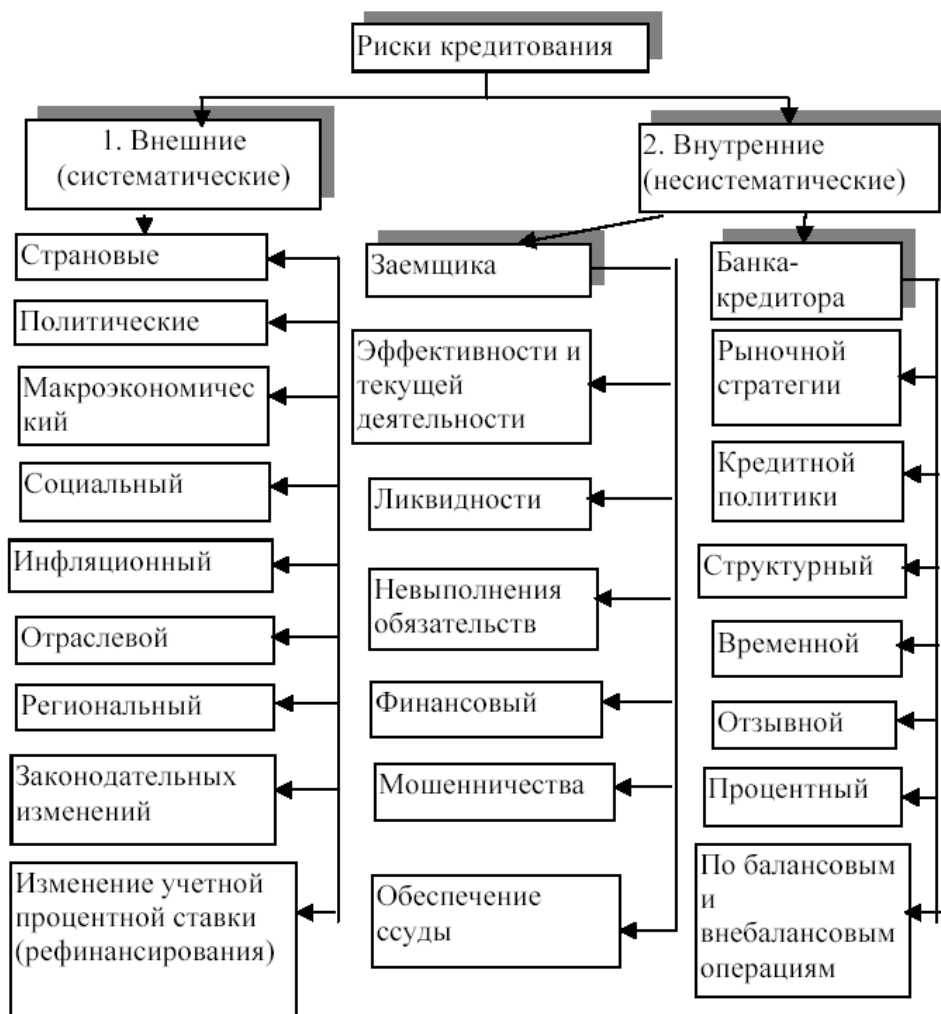 Риски кредитования
1. Внешние
(систематические)
2. Внутренние
(несистематические)
Страновые
Политические
Макроэкономичес
кий
Социальный
Инфляционный
Отраслевой
Региональный
Законодательных
изменений
Изменение учетной
процентной ставки
(рефинансирования)
Заемщика
Эффективности и
текущей
деятельности
Ликвидности
Невыполнения
обязательств
Финансовый
Мошенничества
Обеспечение
ссуды
Банка-
кредитора
Рыночной
стратегии
Кредитной
политики
Структурный
Временной
Отзывной
Процентный
По балансовым
и
внебалансовым
операциям